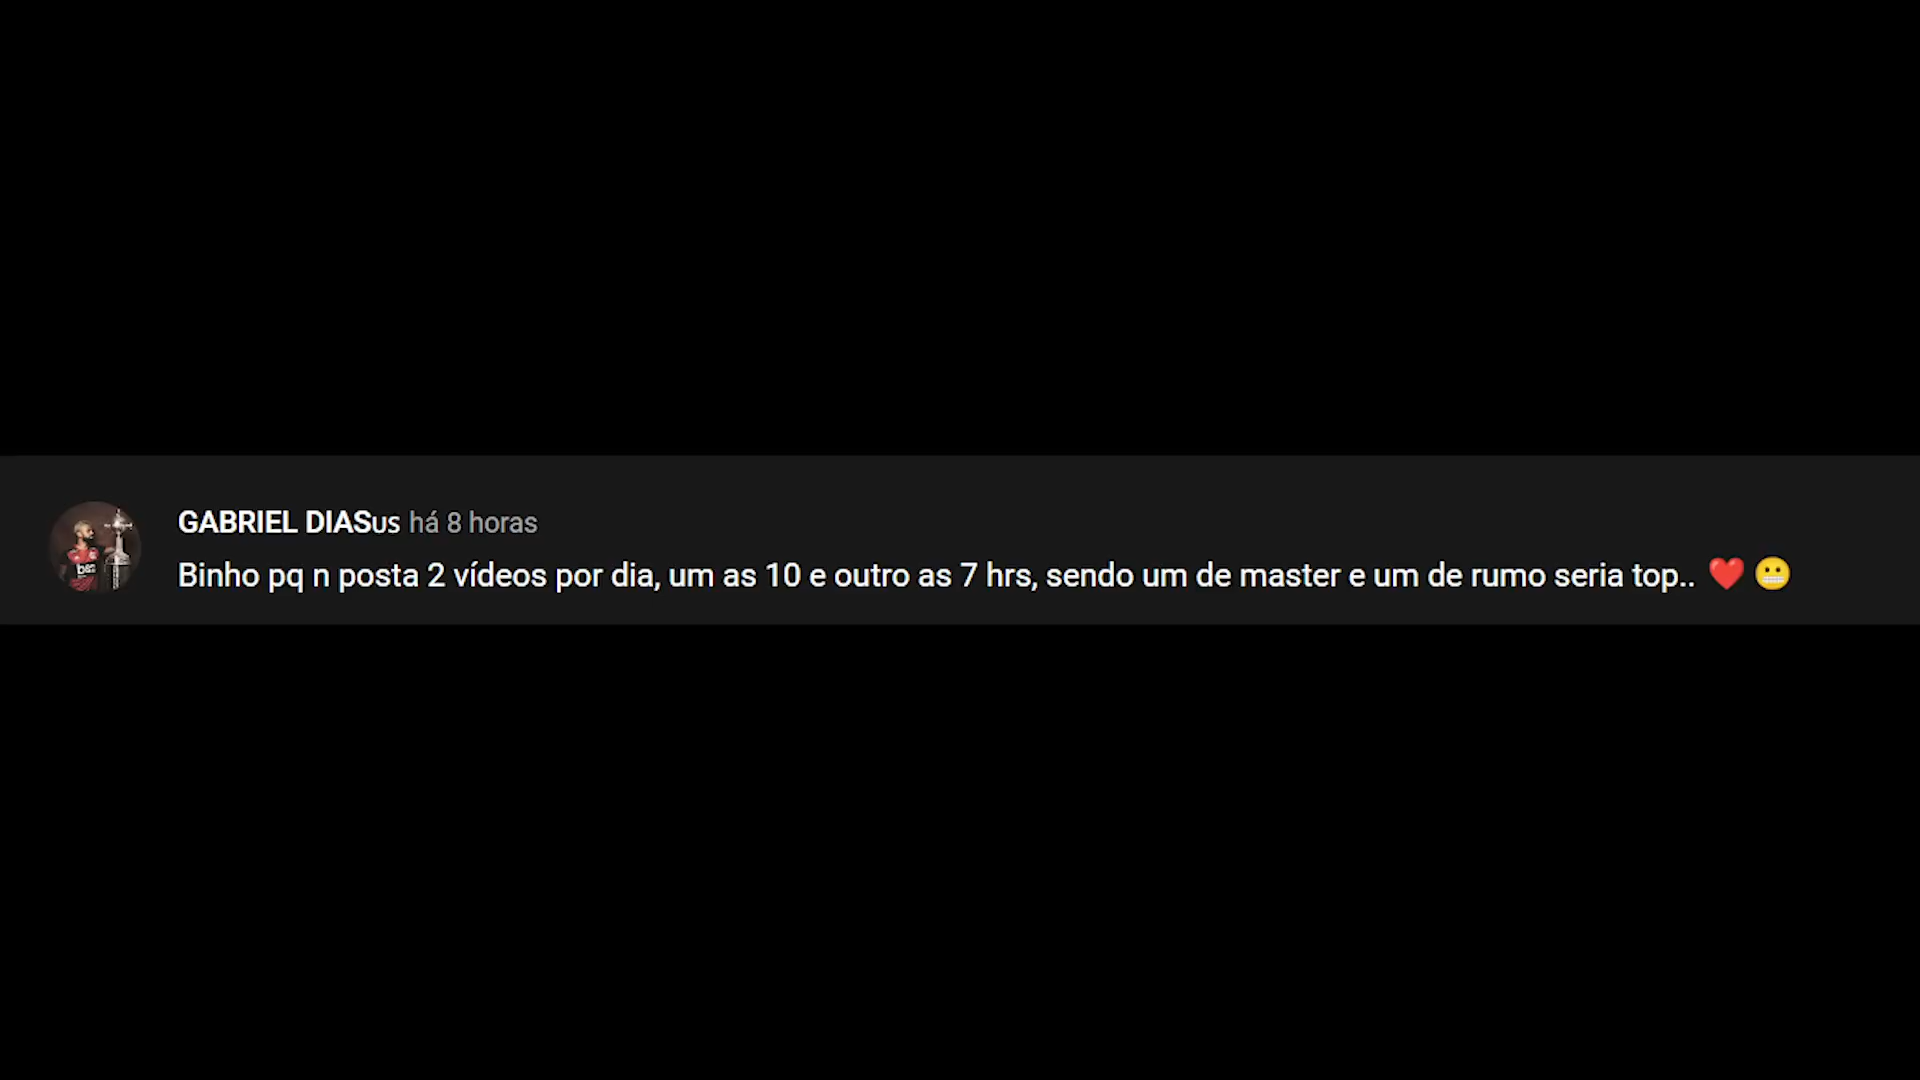 GABRIEL DIASus há 8 horas
Binho pq n posta 2 vídeos por dia, um as 10 e outro as 7 hrs, sendo um de master e um de rumo seria top.. ❤️ 😬